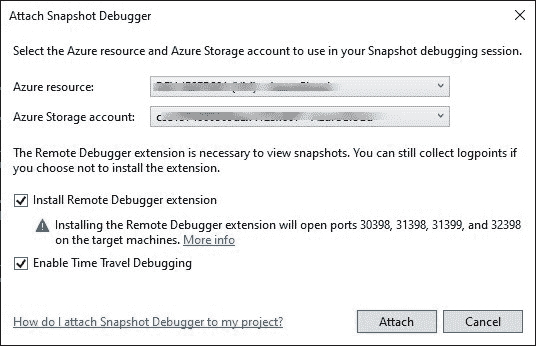 Attach Snapshot Debugger
Select the Azure resource and Azure Storage account to use in your Snapshot debugging session.
Azure resource:
Azure Storage account:
The Remote Debugger extension is necessary to view snapshots. You can still collect logpoints if
you choose not to install the extension.
Install Remote Debugger extension
Installing the Remote Debugger extension will open ports 30398, 31398, 31399, and 32398
on the target machines. More info
Enable Time Travel Debugging
How do I attach Snapshot Debugger to my project?
Attach
Cancel